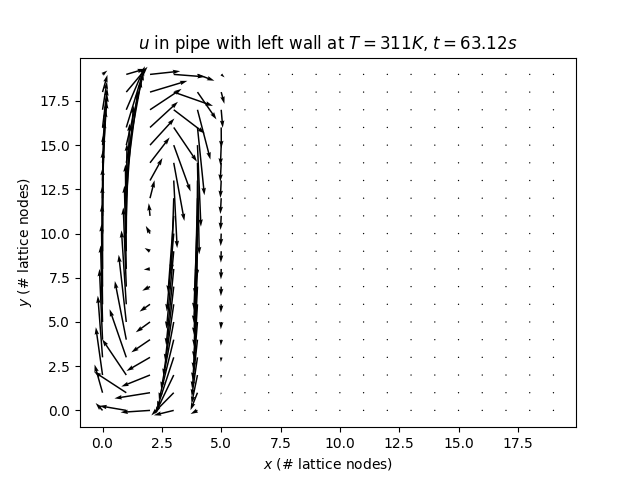 u in pipe with left wall at T = 311K, t = 63.12s
17.5
15.0
12.5
10.0
7.5
5.0
2.5
0.0
y (# lattice nodes)
0.0 2.5 5.0 7.5 10.0 12.5 15.0 17.5
x (# lattice nodes)